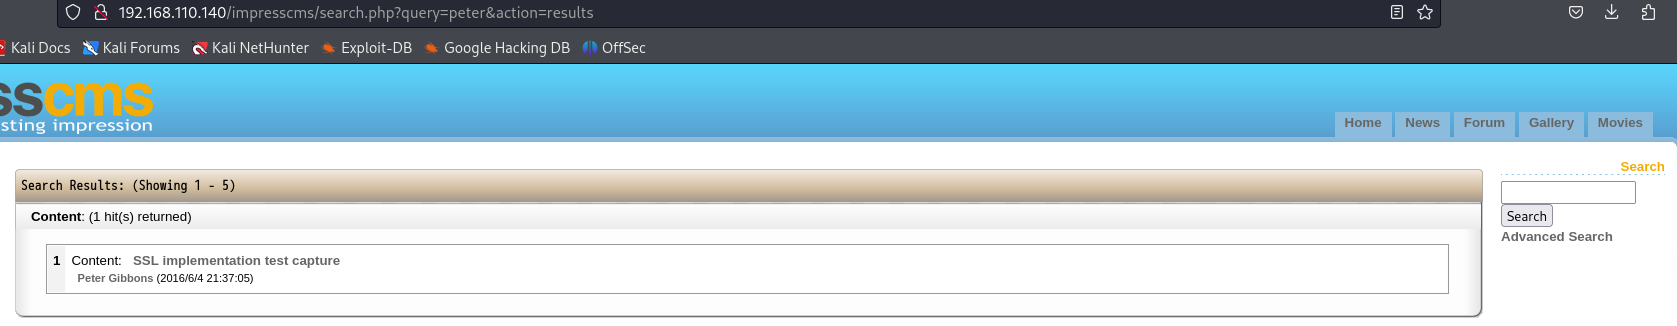 192.168.110.140/impresscms/search.php?query=peter&action=results
Kali Docs Kali Forums Kali NetHunter Exploit-DB Google Hacking DB OffSec
sscms
sting impression
Home News Forum Gallery Movies
Search
Search Results: (Showing 1 - 5)
Content: (1 hit(s) returned)
Search
Advanced Search
1 Content: SSL implementation test capture
Peter Gibbons (2016/6/4 21:37:05)